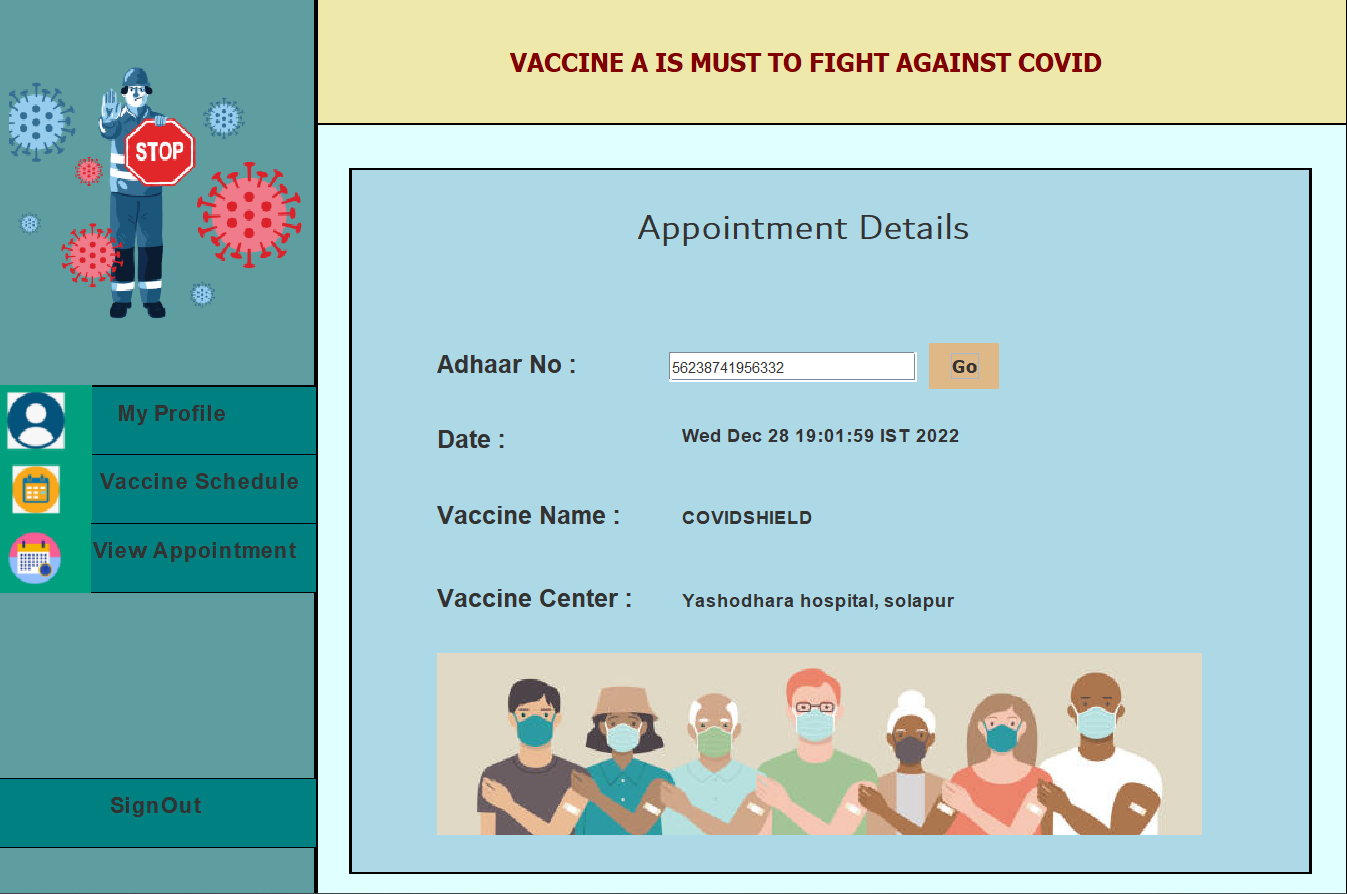 VACCINE A IS MUST TO FIGHT AGAINST COVID
STOP
Appointment Details
Adhaar No : 56238741956332 Go
Date : Wed Dec 28 19:01:59 IST 2022
Vaccine Name : COVIDSHIELD
Vaccine Center : Yashodhara hospital, solapur
My Profile
Vaccine Schedule
View Appointment
SignOut